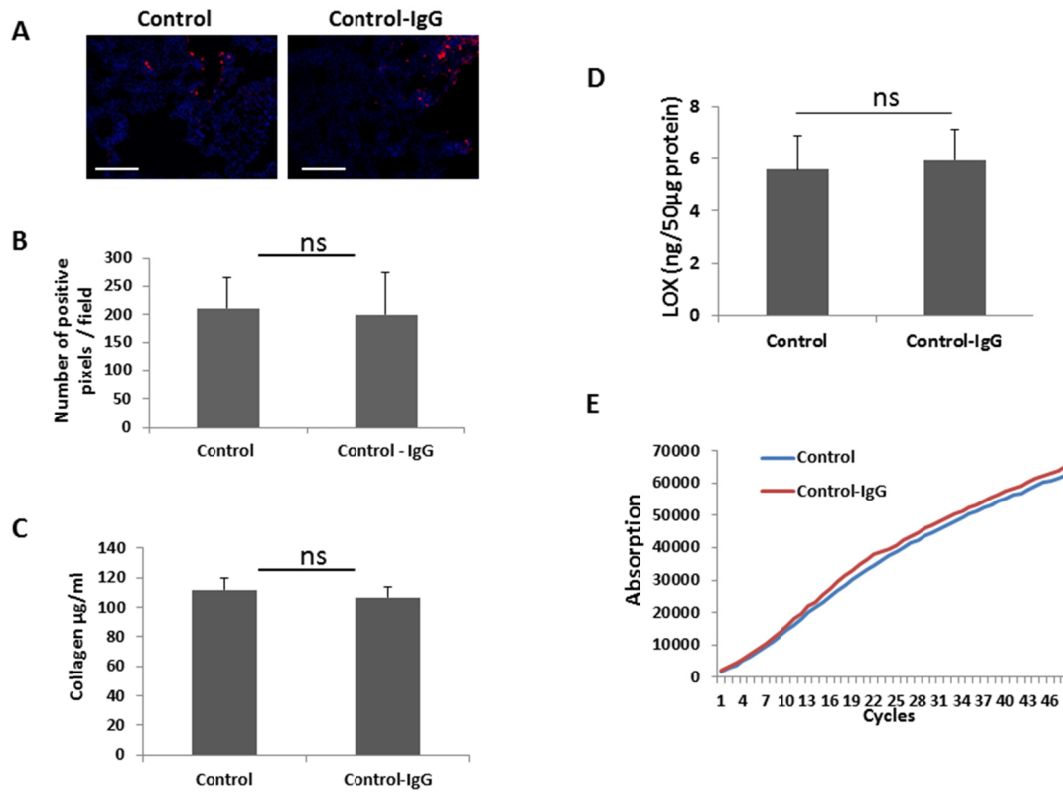 A
Control
Control-IgG
B
ns
Number of positive
pixels / field
300
250
200
150
100
50
0
Control
Control - IgG
C
ns
Collagen µg/ml
140
120
100
80
60
40
20
0
Control
Control-IgG
D
ns
LOX (ng/50µg protein)
8
6
4
2
0
Control
Control-IgG
E
Control
Control-IgG
Absorption
70000
60000
50000
40000
30000
20000
10000
0
1 4 7 10 13 16 19 22 25 28 31 34 37 40 43 46
Cycles